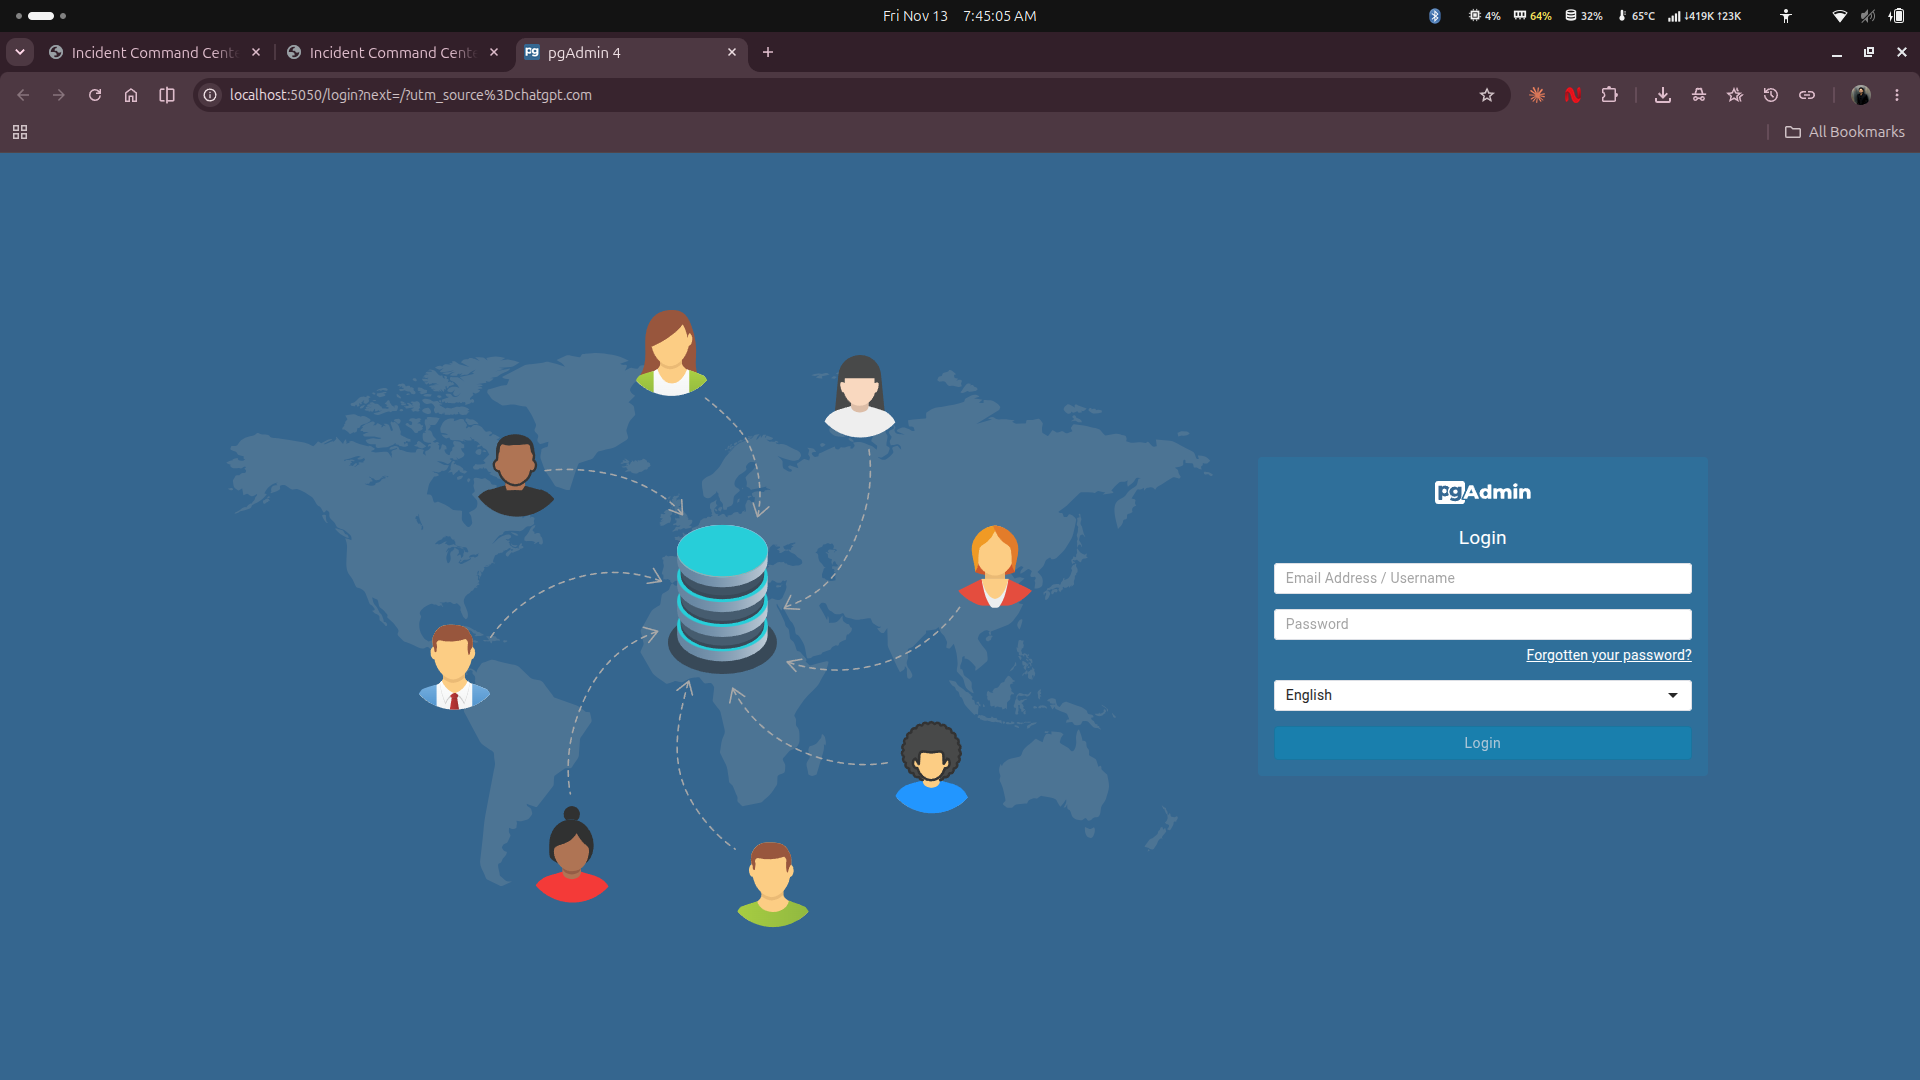 Fri Nov 13 7:45:05 AM
4% 64% 32% 65°C ↓419K ↑23K
Incident Command Cent
Incident Command Cent
pg pgAdmin 4
localhost:5050/login?next=/?utm_source%3Dchatgpt.com
All Bookmarks
pgAdmin
Login
Email Address / Username
Password
Forgotten your password?
English
Login